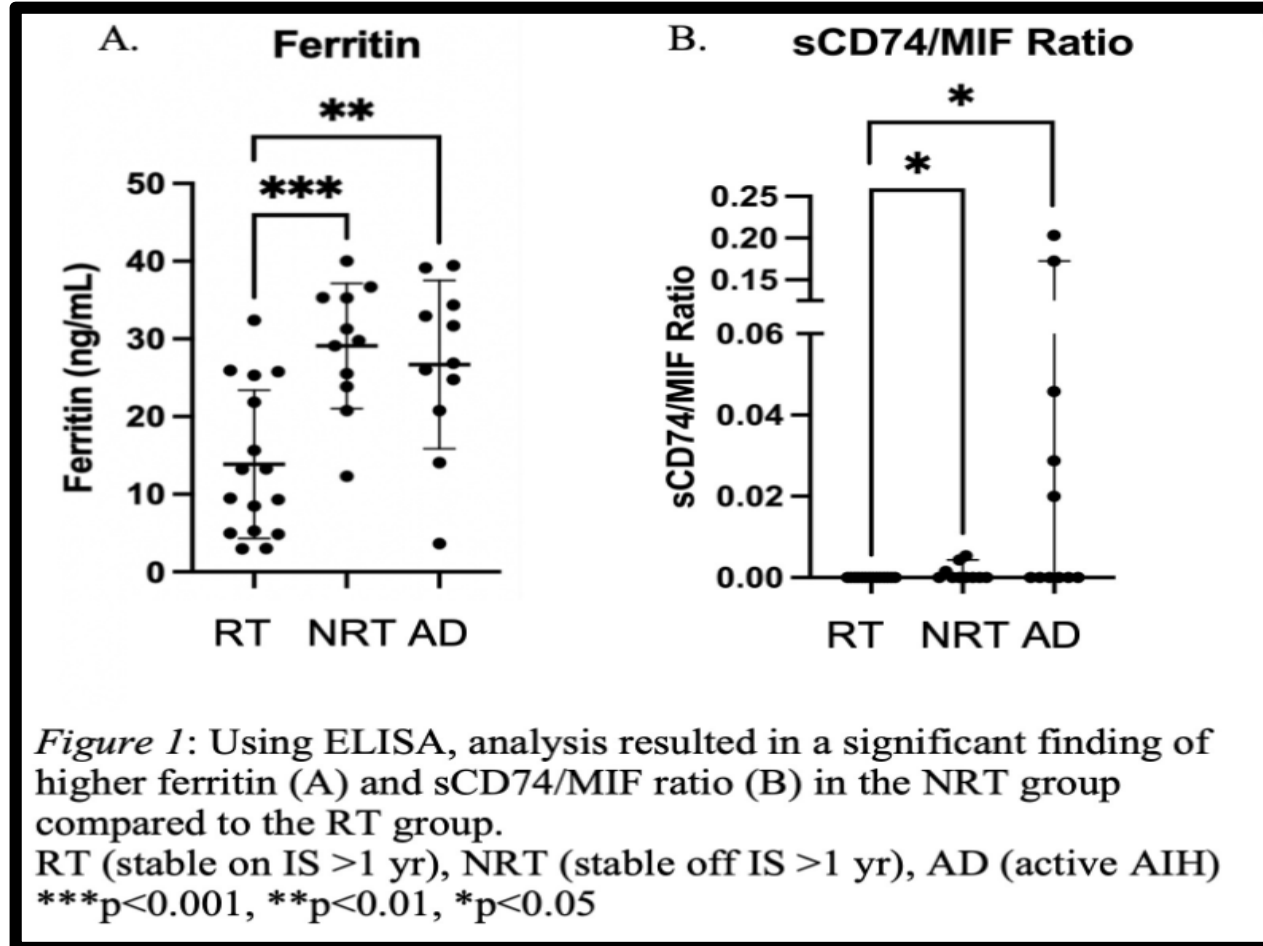 A.
Ferritin
**
***
50
40
30
20
10
0
Ferritin (ng/mL)
RT NRT AD
B.
sCD74/MIF Ratio
*
*
0.25
0.20
0.15
0.06
0.04
0.02
0.00
sCD74/MIF Ratio
RT NRT AD
Figure 1: Using ELISA, analysis resulted in a significant finding of
higher ferritin (A) and sCD74/MIF ratio (B) in the NRT group
compared to the RT group.
RT (stable on IS >1 yr), NRT (stable off IS >1 yr), AD (active AIH)
***p<0.001, **p<0.01, *p<0.05